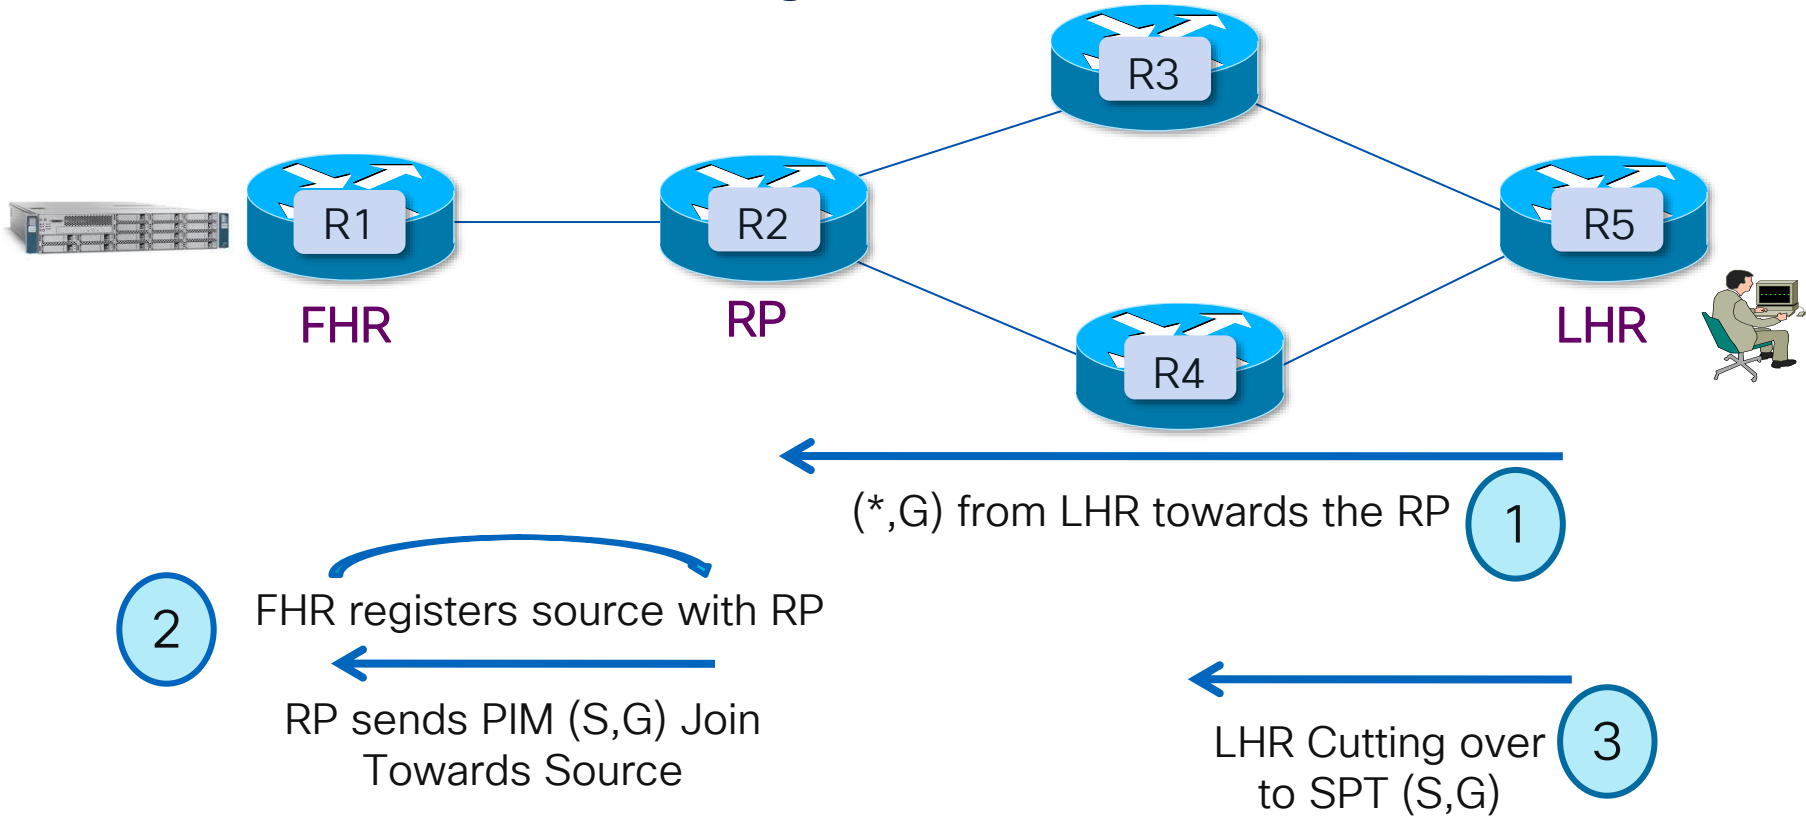 R3
R1
R2
R5
FHR
RP
LHR
R4
(*,G) from LHR towards the RP
1
2
FHR registers source with RP
RP sends PIM (S,G) Join
Towards Source
LHR Cutting over
to SPT (S,G)
3